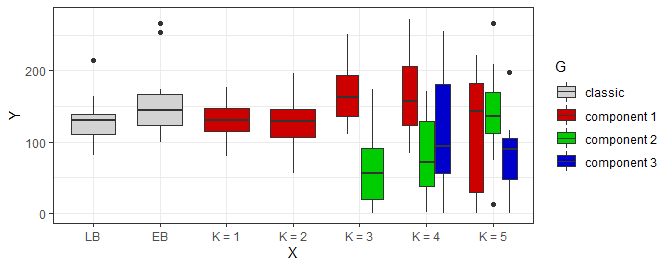 Y
200
100
0
LB EB K = 1 K = 2 K = 3 K = 4 K = 5
X
G
classic
component 1
component 2
component 3